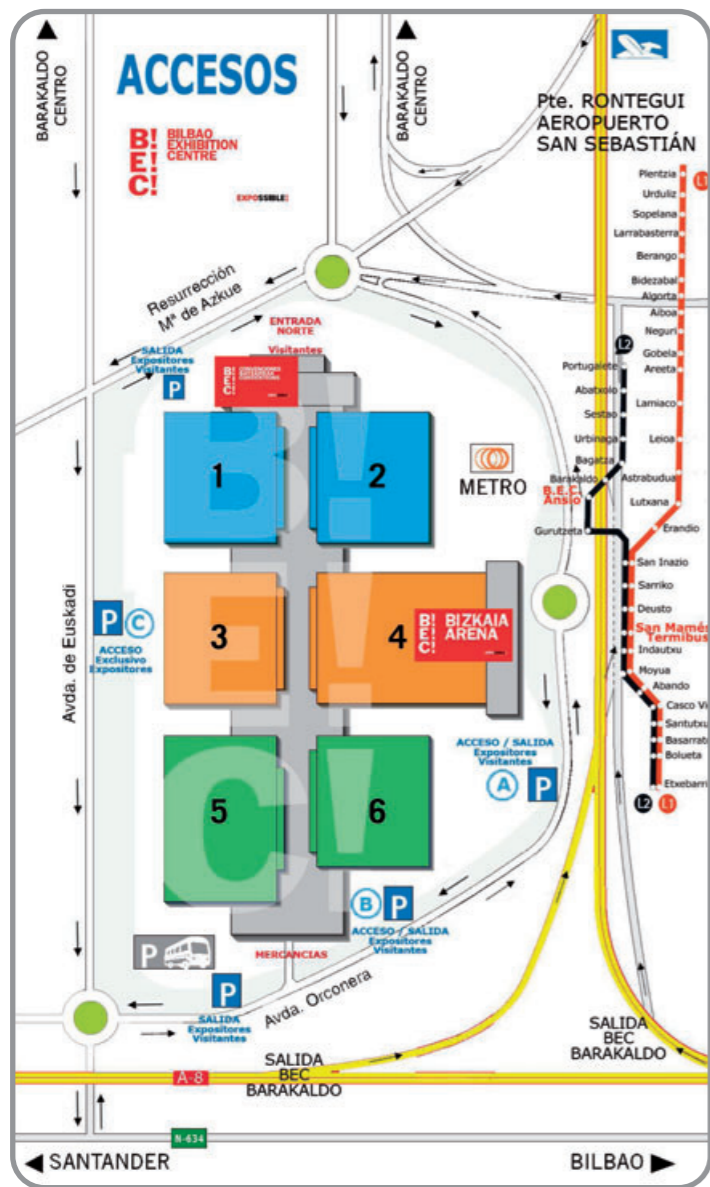 BARAKALDO
CENTRO
ACCESOS
BARAKALDO
CENTRO
B!
E!
C!
BILBAO
EXHIBITION
CENTRE
EXPOSSIBLE!
Pte. RONTEGUI
AEROPUERTO
SAN SEBASTIÁN
Resurrección
Mª de Azkue
ENTRADA
NORTE
Visitantes
SALIDA
Expositores
Visitantes
P
B!
E!
C!
1
2
3
4
5
6
B!
E!
C!
B!
E!
C!
BIZKAIA
ARENA
METRO
Avda. de Euskadi
P C
ACCESO
Exclusivo
Expositores
ACCESO / SALIDA
Expositores
Visitantes
A P
B P
ACCESO / SALIDA
Expositores
Visitantes
MERCANCIAS
P
P
SALIDA
Expositores
Visitantes
Avda. Orconera
L1
Plentzia
Urduliz
Sopelana
Larrabasterra
Berango
Bidezabal
Algorta
Aiboa
Neguri
Gobela
Areeta
Lamiaco
Leioa
Astrabudua
Lutxana
Erandio
L2
Portugalete
Abatxolo
Sestao
Urbinaga
Bagatza
Barakaldo
B.E.C.
Ansio
Gurutzeta
San Inazio
Sarriko
Deusto
San Mamés
Termibus
Indautxu
Moyua
Abando
Casco Vi
Santutxu
Basarrat
Bolueta
Etxebarri
L2 L1
SALIDA
BEC
BARAKALDO
SALIDA
BEC
BARAKALDO
A-8
N-634
SANTANDER
BILBAO